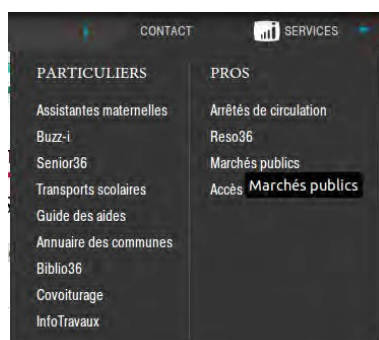 CONTACT
SERVICES
PARTICULIERS
Assistantes maternelles
Buzz-i
Senior36
Transports scolaires
Guide des aides
Annuaire des communes
Biblio36
Covoiturage
InfoTravaux
PROS
Arrêtés de circulation
Reso36
Marchés publics
Accès
Marchés publics